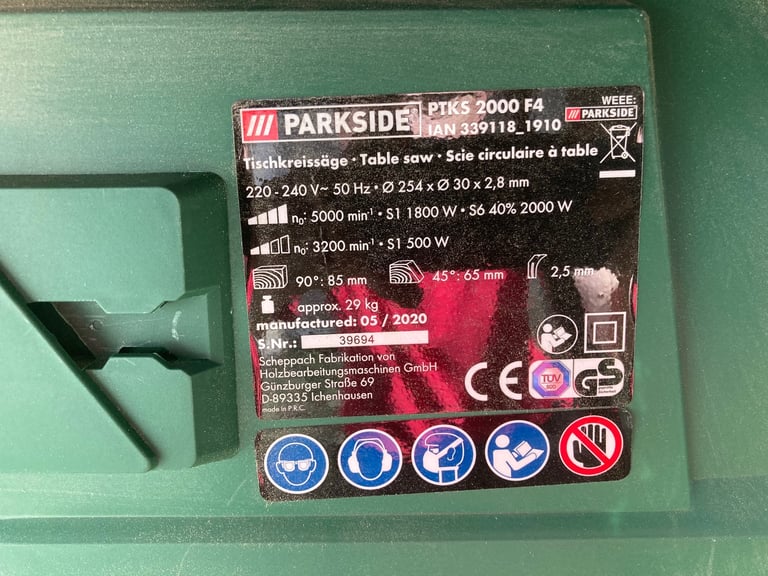 /// PARKSIDE®
PTKS 2000 F4
IAN 339118_1910
WEEE:
/// PARKSIDE
Tischkreissäge · Table saw · Scie circulaire à table
220 - 240 V~ 50 Hz · Ø 254 x Ø 30 x 2,8 mm
n₀: 5000 min⁻¹ · S1 1800 W · S6 40% 2000 W
n₀: 3200 min⁻¹ · S1 500 W
90°: 85 mm 45°: 65 mm 2,5 mm
approx. 29 kg
manufactured: 05 / 2020
S.Nr.: 39694
Scheppach Fabrikation von
Holzbearbeitungsmaschinen GmbH
Günzburger Straße 69
D-89335 Ichenhausen
made in P.R.C.
CE
TÜV
SÜD
GS